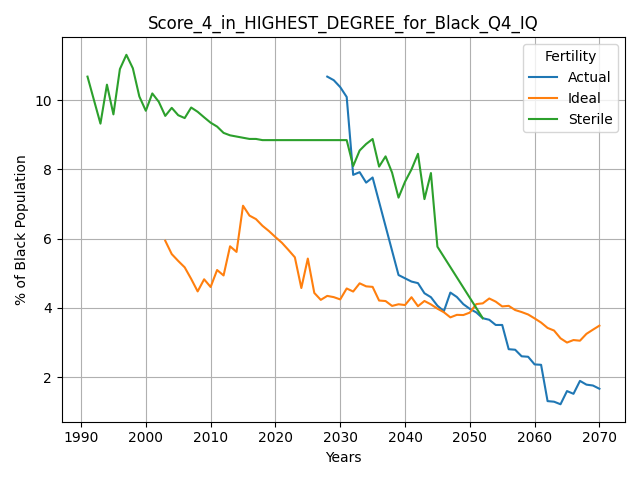 Score_4_in_HIGHEST_DEGREE_for_Black_Q4_IQ
Fertility
Actual
Ideal
Sterile
% of Black Population
10
8
6
4
2
1990 2000 2010 2020 2030 2040 2050 2060 2070
Years